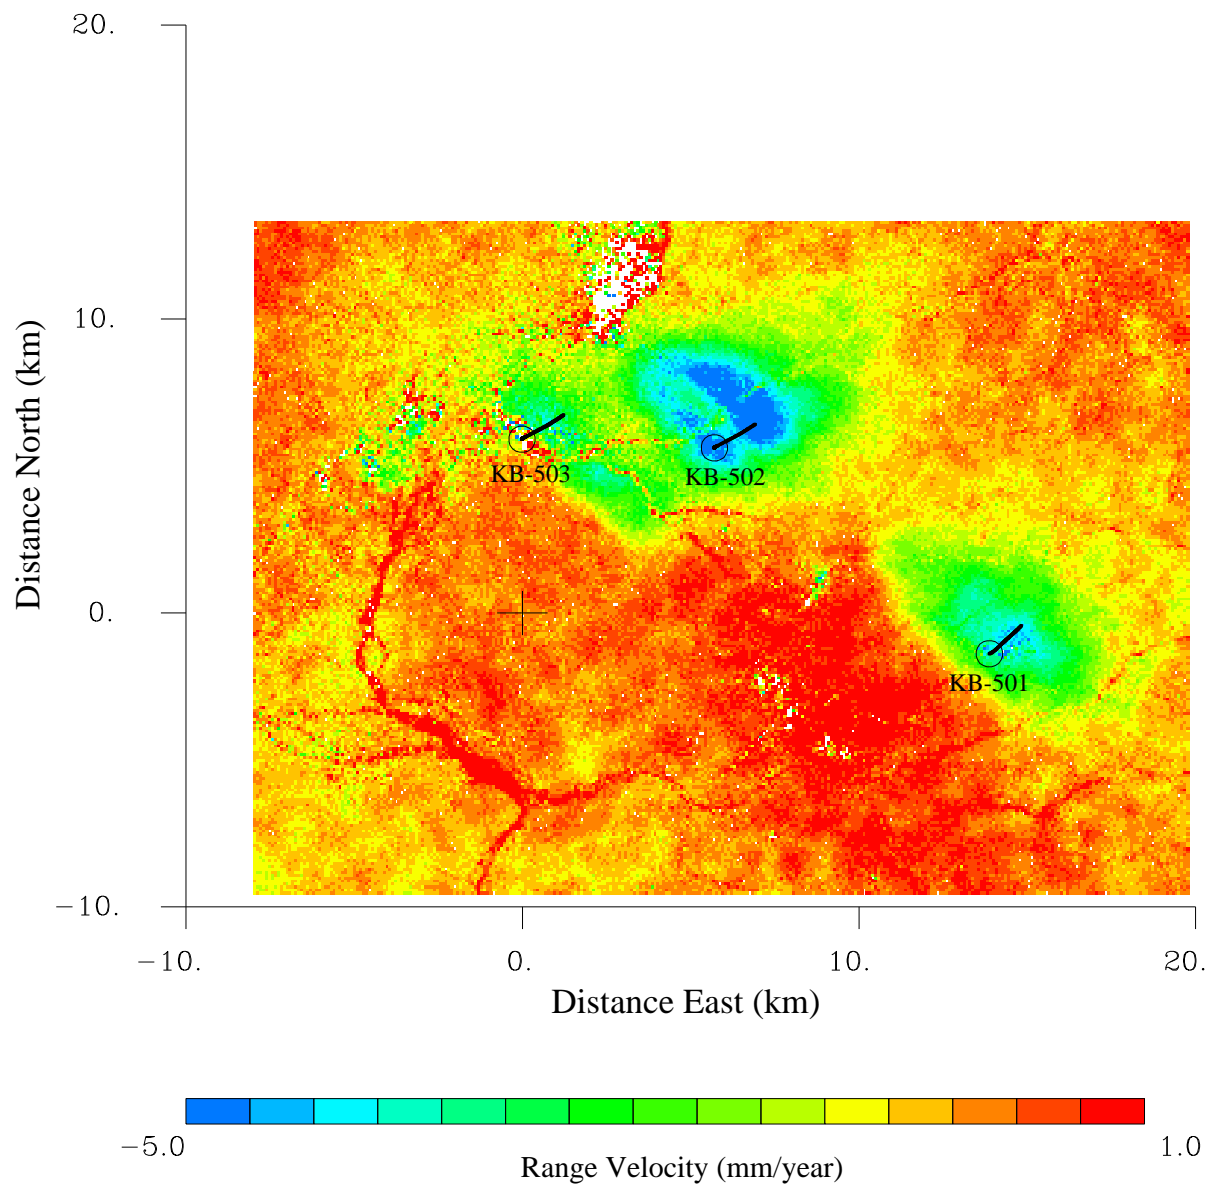 20.
10.
0.
-10.
Distance North (km)
KB-503
KB-502
KB-501
-10.
0.
10.
20.
Distance East (km)
-5.0
1.0
Range Velocity (mm/year)